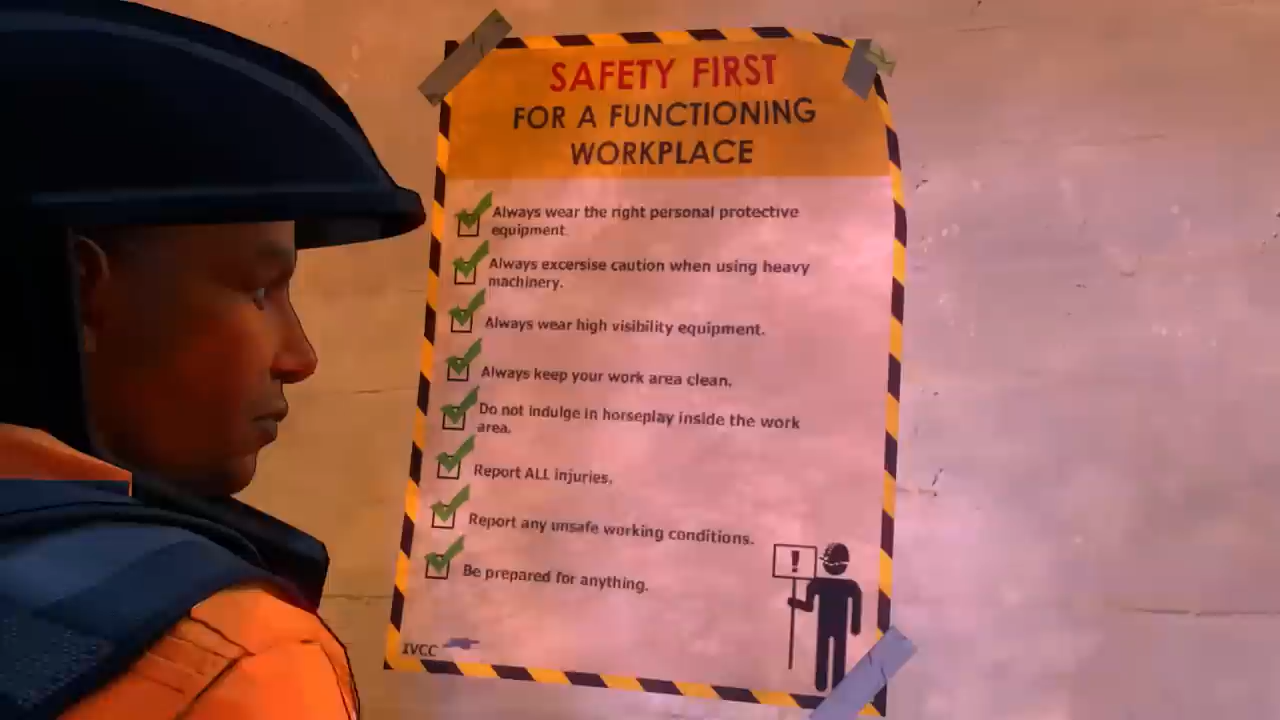 SAFETY FIRST
FOR A FUNCTIONING
WORKPLACE
Always wear the right personal protective
equipment.
Always excersise caution when using heavy
machinery.
Always wear high visibility equipment.
Always keep your work area clean.
Do not indulge in horseplay inside the work
area.
Report ALL injuries.
Report any unsafe working conditions.
Be prepared for anything.
!
IVCC